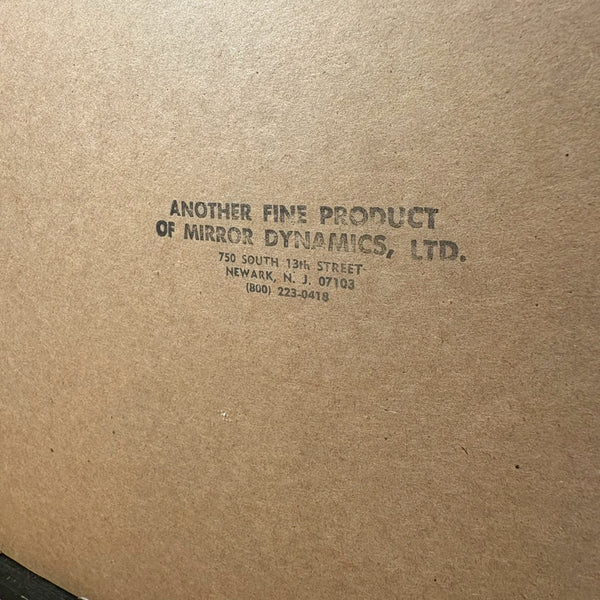 ANOTHER FINE PRODUCT
OF MIRROR DYNAMICS, LTD.
750 SOUTH 13th STREET
NEWARK, N. J. 07103
(800) 223-0418